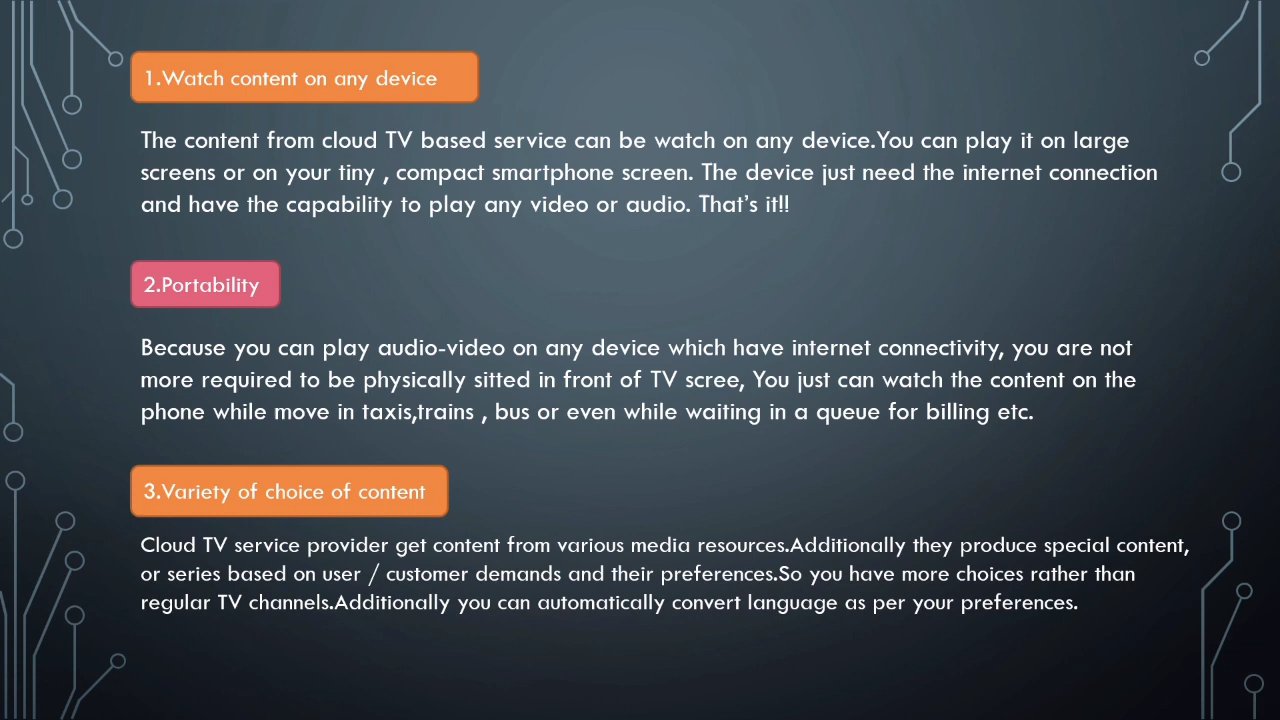 1.Watch content on any device
The content from cloud TV based service can be watch on any device.You can play it on large
screens or on your tiny , compact smartphone screen. The device just need the internet connection
and have the capability to play any video or audio. That's it!!
2.Portability
Because you can play audio-video on any device which have internet connectivity, you are not
more required to be physically sitted in front of TV scree, You just can watch the content on the
phone while move in taxis,trains , bus or even while waiting in a queue for billing etc.
3.Variety of choice of content
Cloud TV service provider get content from various media resources.Additionally they produce special content,
or series based on user / customer demands and their preferences.So you have more choices rather than
regular TV channels.Additionally you can automatically convert language as per your preferences.